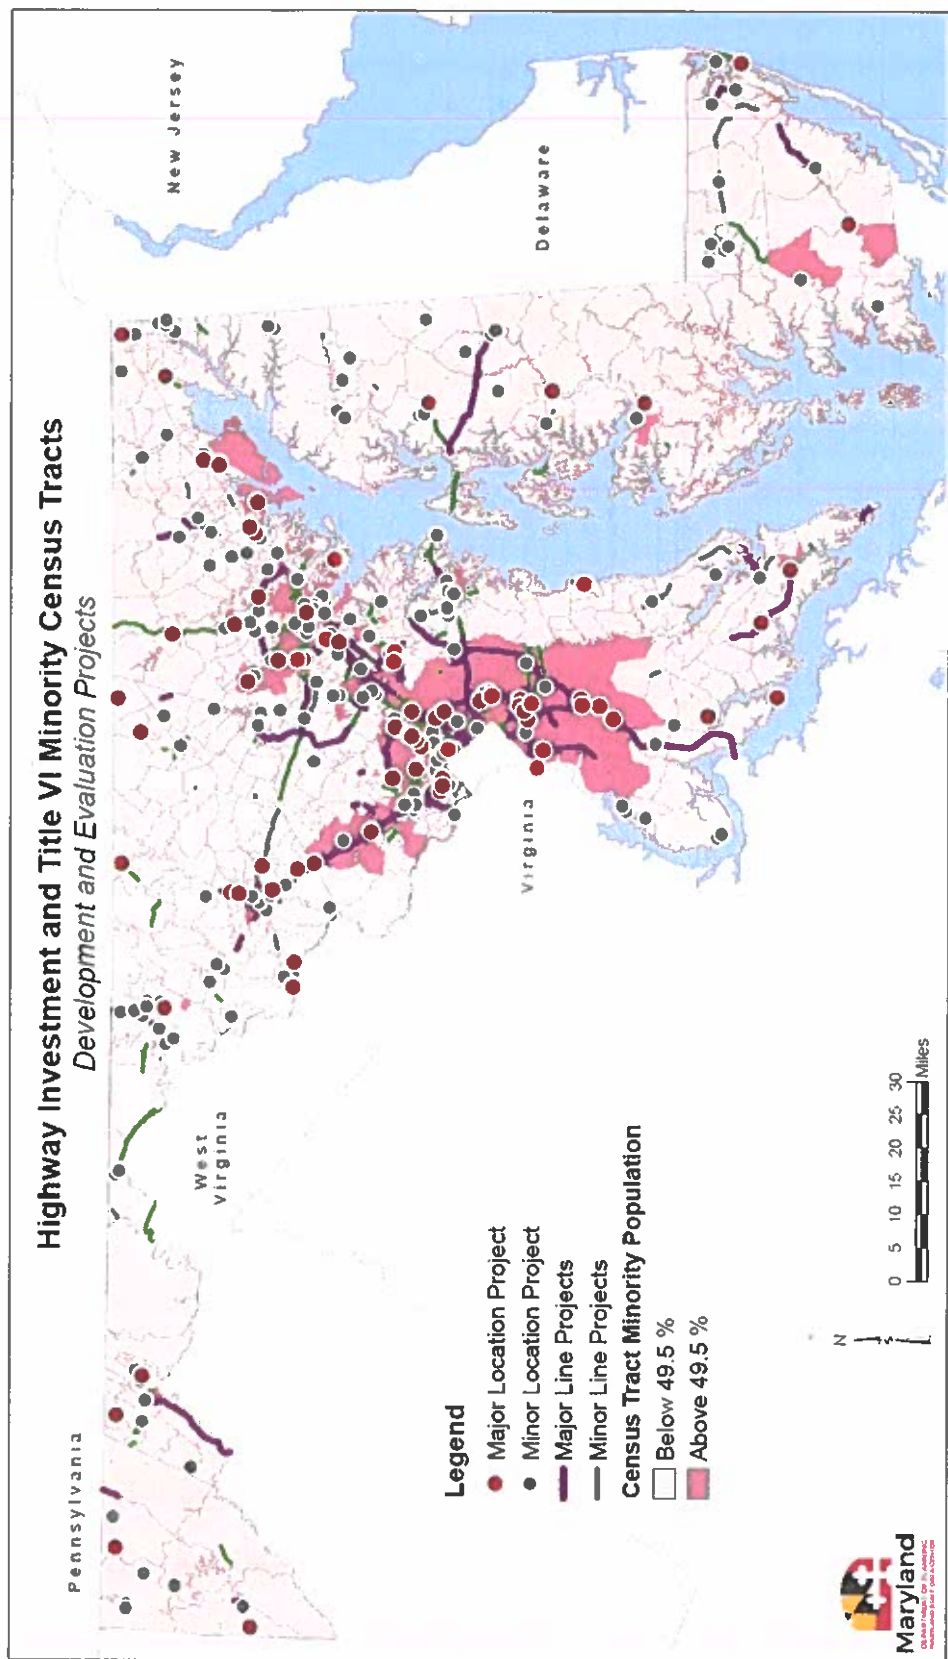 Highway Investment and Title VI Minority Census Tracts
Development and Evaluation Projects
Pennsylvania
New Jersey
West
Virginia
Delaware
Virginia
Legend
Major Location Project
Minor Location Project
Major Line Projects
Minor Line Projects
Census Tract Minority Population
Below 49.5 %
Above 49.5 %
N
0 5 10 15 20 25 30
Miles
Maryland